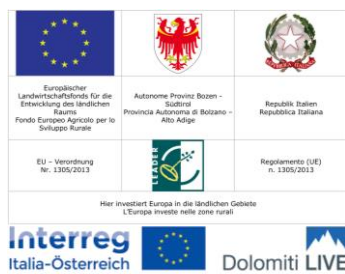 Europäischer
Landwirtschaftsfonds für die
Entwicklung des ländlichen
Raums
Fondo Europeo Agricolo per lo
Sviluppo Rurale
Autonome Provinz Bozen -
Südtirol
Provincia Autonoma di Bolzano -
Alto Adige
Republik Italien
Repubblica Italiana
EU – Verordnung
Nr. 1305/2013
LEADER
Regolamento (UE)
n. 1305/2013
Hier investiert Europa in die ländlichen Gebiete
L'Europa investe nelle zone rurali
Interreg
Italia-Österreich
Dolomiti LIVE